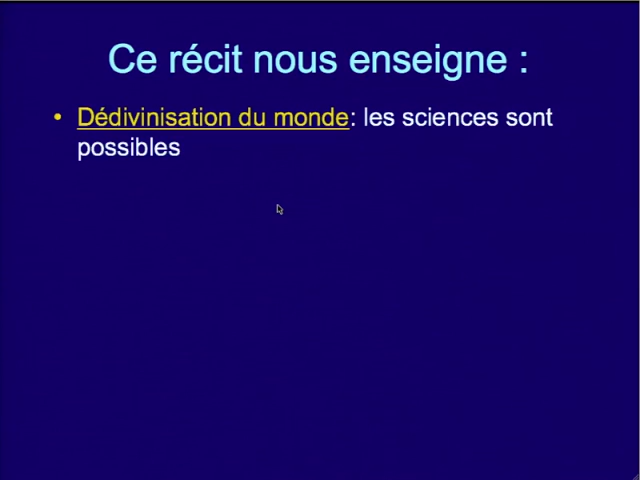 Ce récit nous enseigne :
• Dédivinisation du monde: les sciences sont
possibles